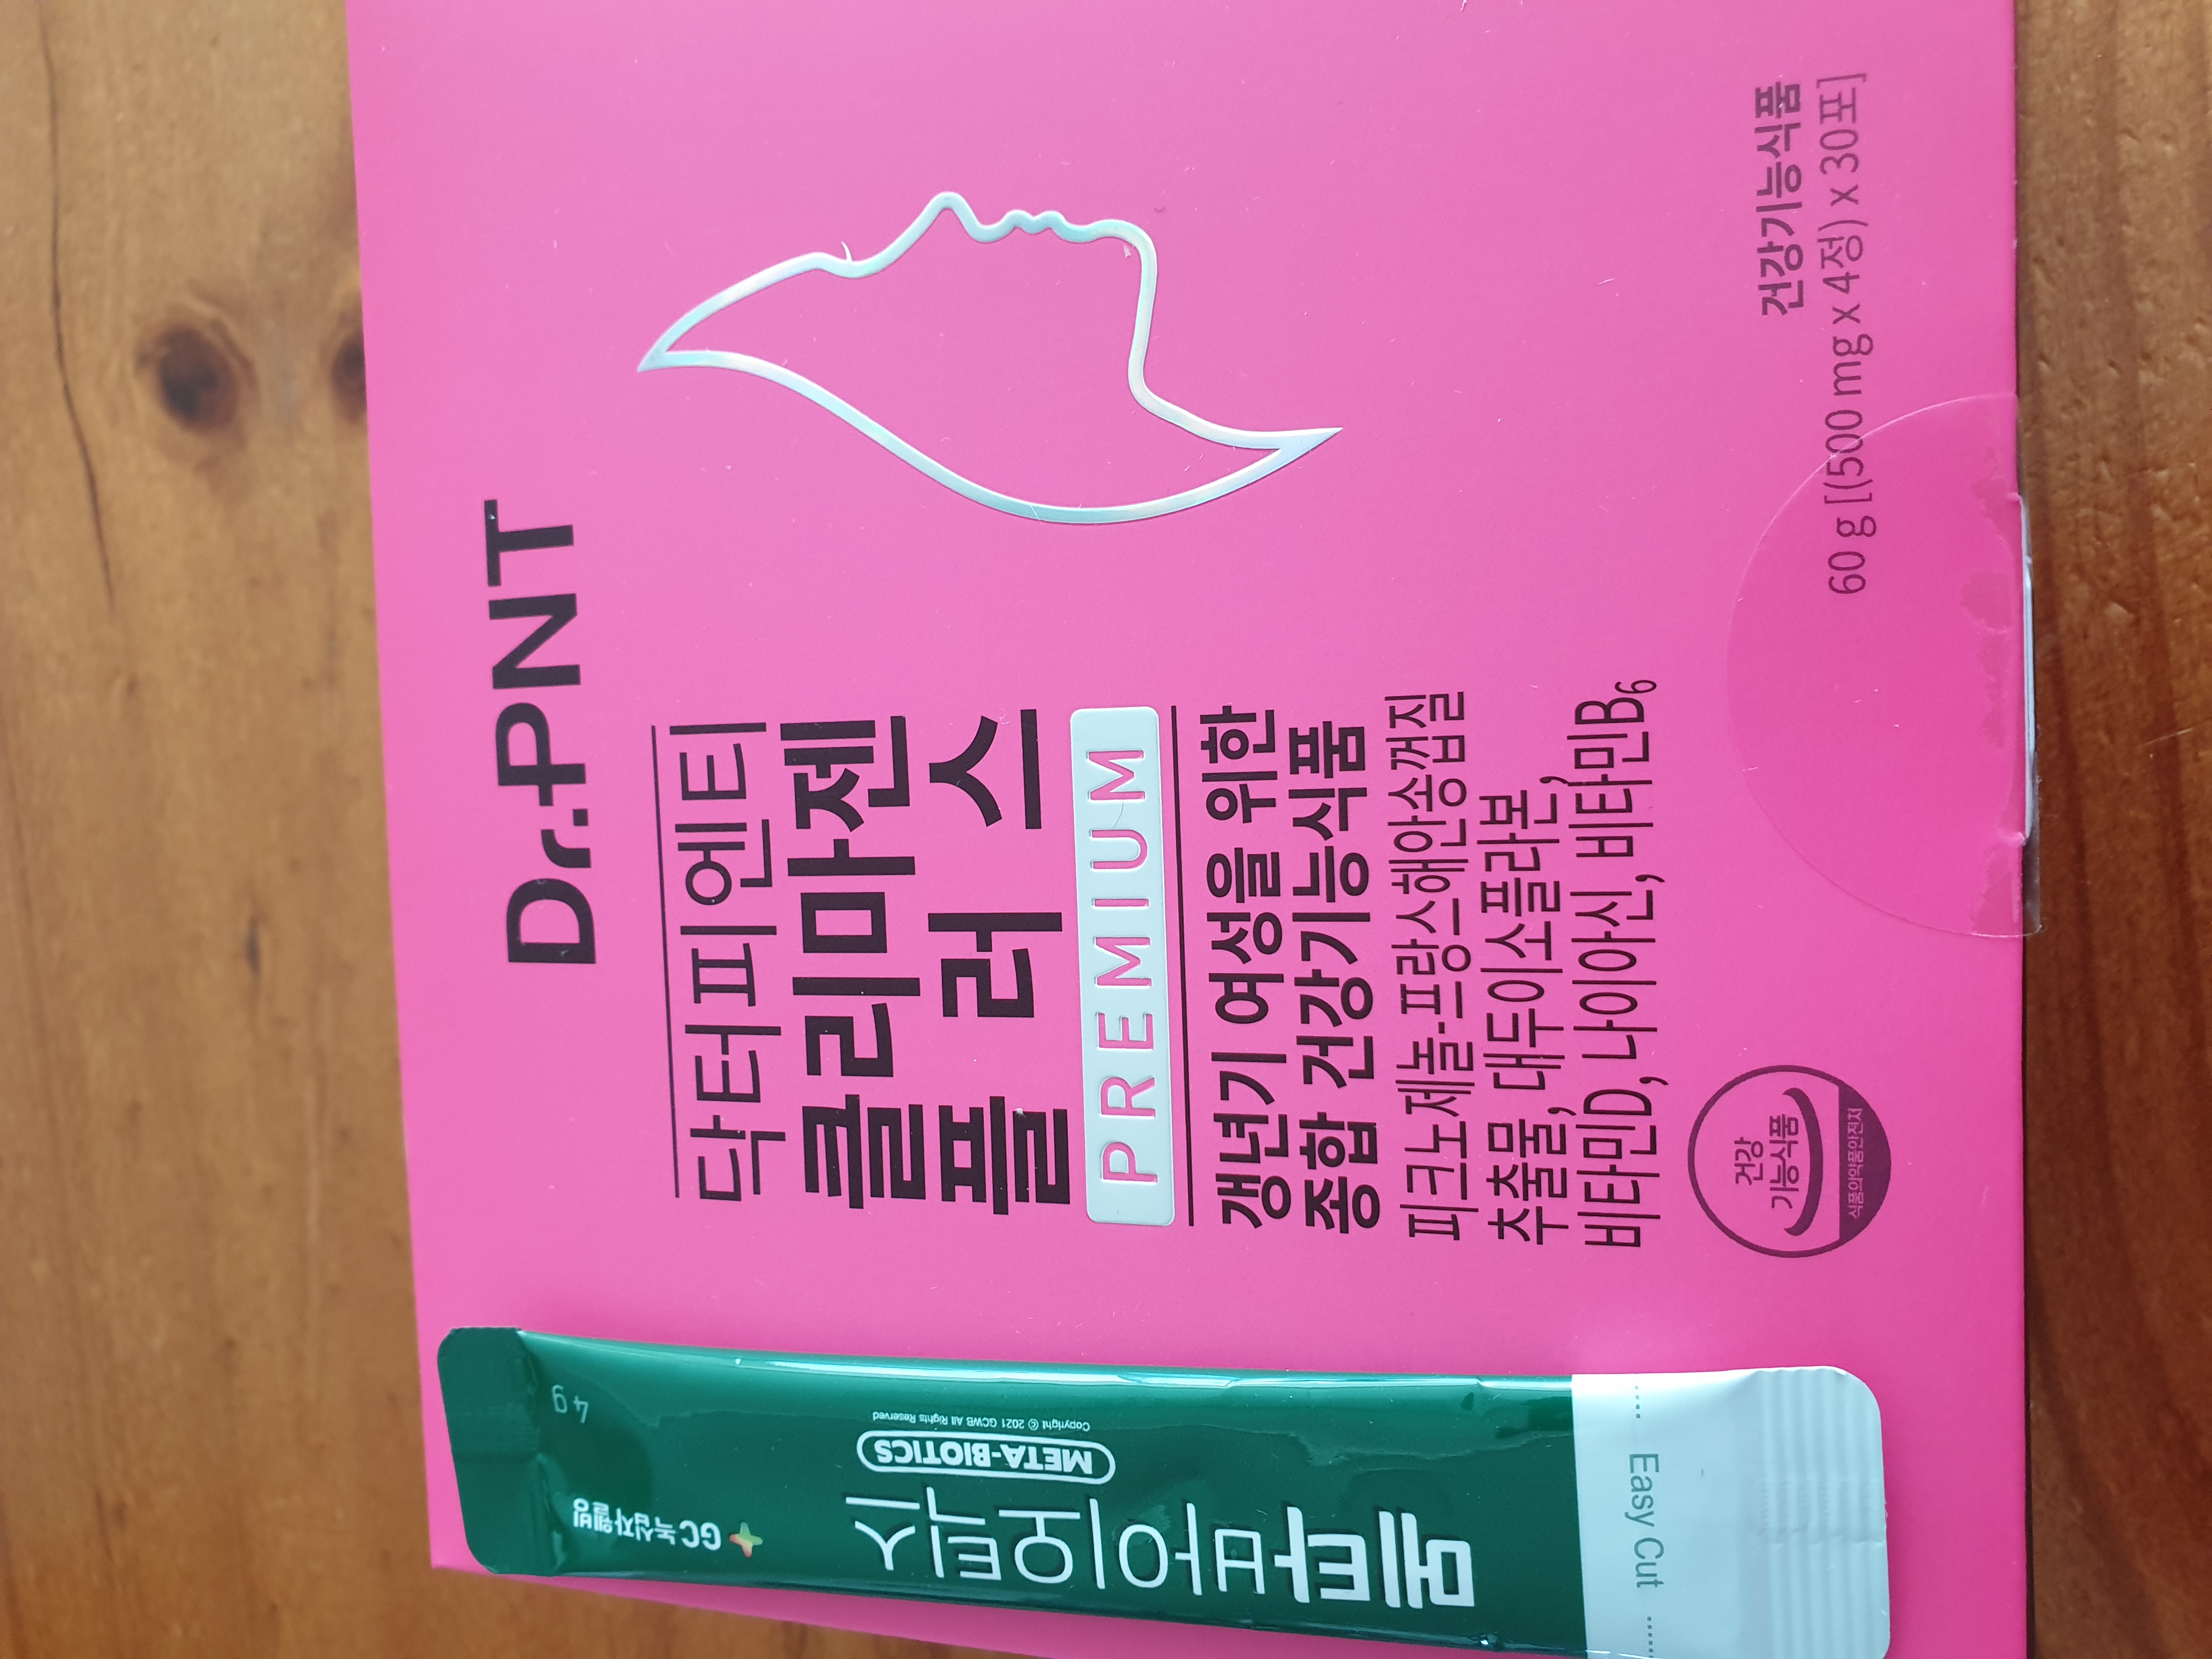 Dr.PNT
닥터피엔티
클리마젠
플러스
PREMIUM
갱년기 여성을 위한
종합 건강기능식품
피크노제놀-프랑스해안송껍질
추출물, 대두이소플라본,
비타민D, 나이아신, 비타민B₆
건강
기능식품
식품의약품안전처
건강기능식품
60 g [(500 mg x 4정) x 30포]
Easy Cut
메타바이오틱스
META-BIOTICS
Copyright © 2021 GCWB All Rights Reserved
GC녹십자웰빙
4 g